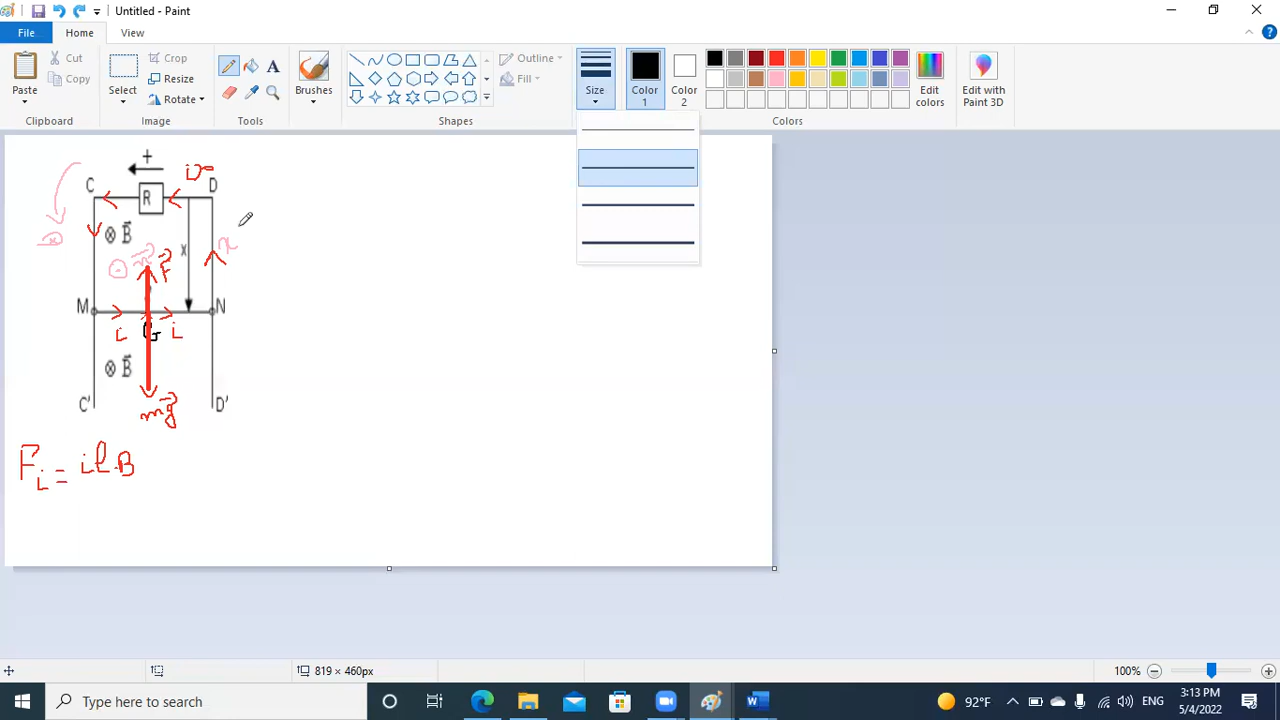 Untitled - Paint
File
Home
View
Paste
Cut
Copy
Clipboard
Select
Crop
Resize
Rotate
Image
A
Tools
Brushes
Outline
Fill
Shapes
Size
Color
1
Color
2
Edit
colors
Edit with
Paint 3D
Colors
+
C
R
D
B
x
x
F
M
N
i
G
i
B
C'
mg
D'
Fi = ilB
819 × 460px
100%
Type here to search
92°F
ENG
3:13 PM
5/4/2022